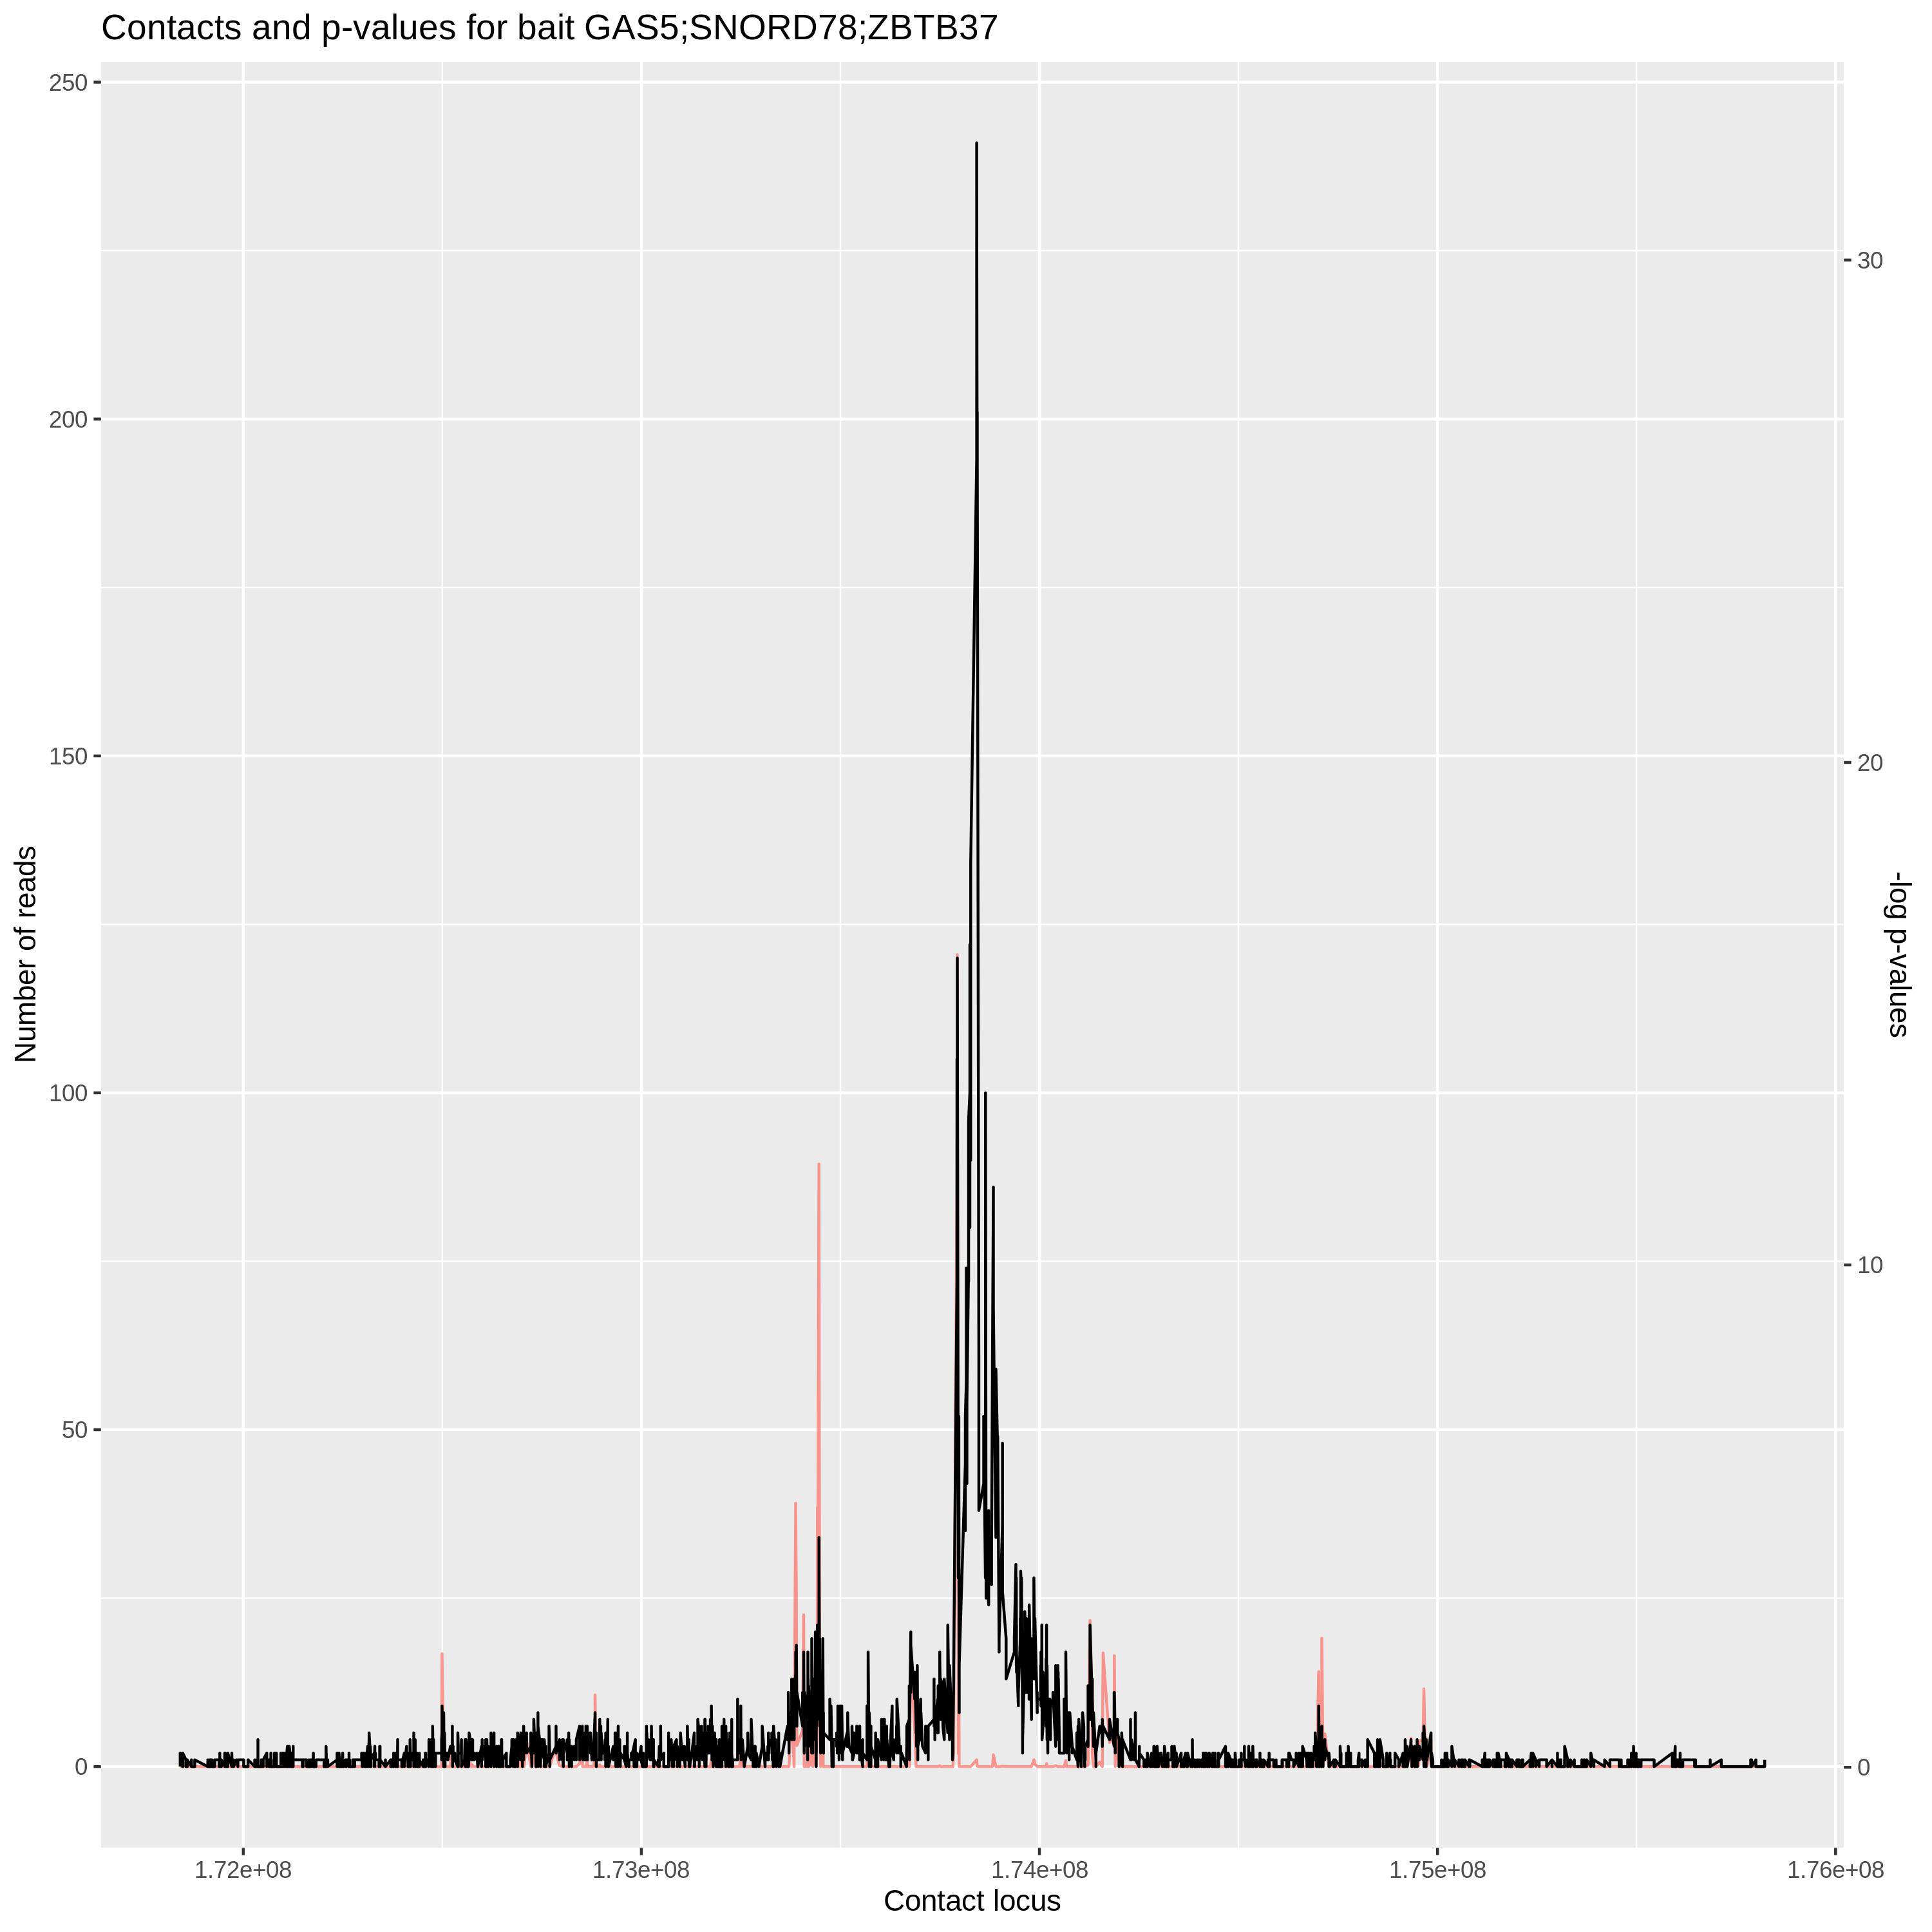 Contacts and p-values for bait GAS5;SNORD78;ZBTB37
250
200
150
100
50
0
Number of reads
30
20
10
0
-log p-values
1.72e+08 1.73e+08 1.74e+08 1.75e+08 1.76e+08
Contact locus